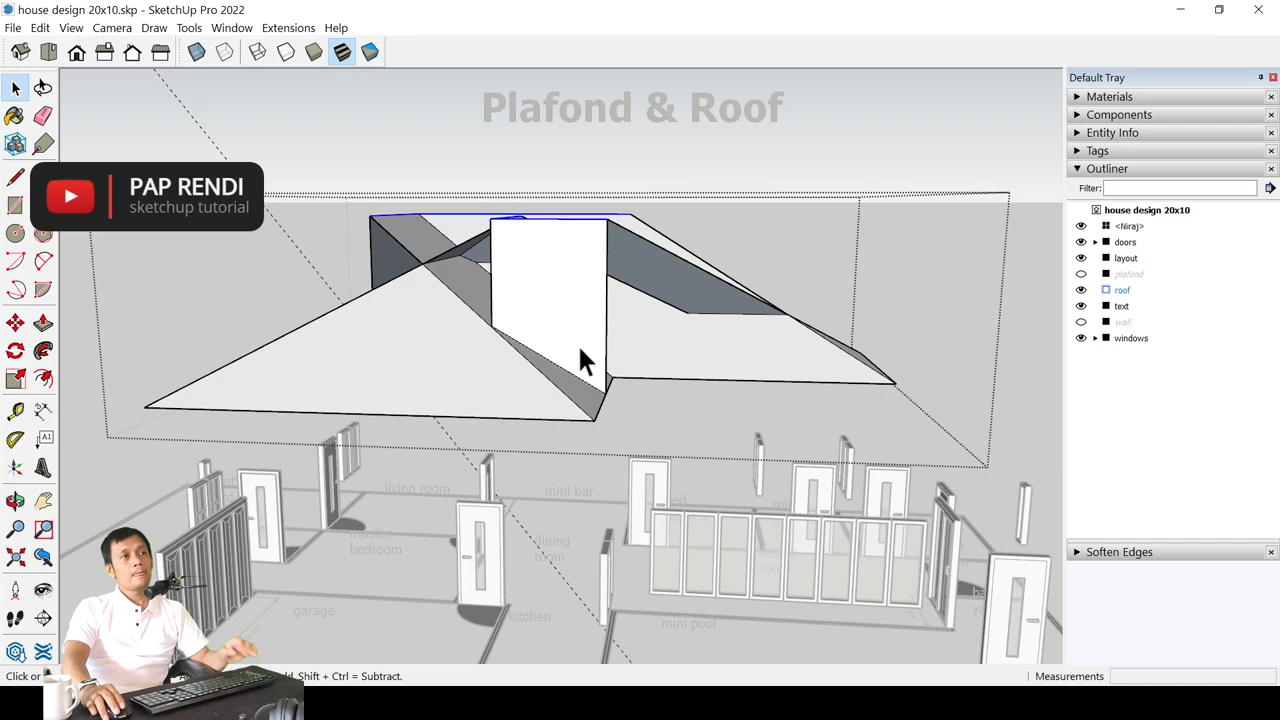 house design 20x10.skp - SketchUp Pro 2022
File Edit View Camera Draw Tools Window Extensions Help
Plafond & Roof
PAP RENDI
sketchup tutorial
Default Tray
Materials
Components
Entity Info
Tags
Outliner
Filter:
house design 20x10
<Niraj>
doors
layout
plafond
roof
text
wall
windows
Soften Edges
living room
mini bar
master
bedroom
dining
room
garage
kitchen
mini pool
Click or
Shift + Ctrl = Subtract.
Measurements